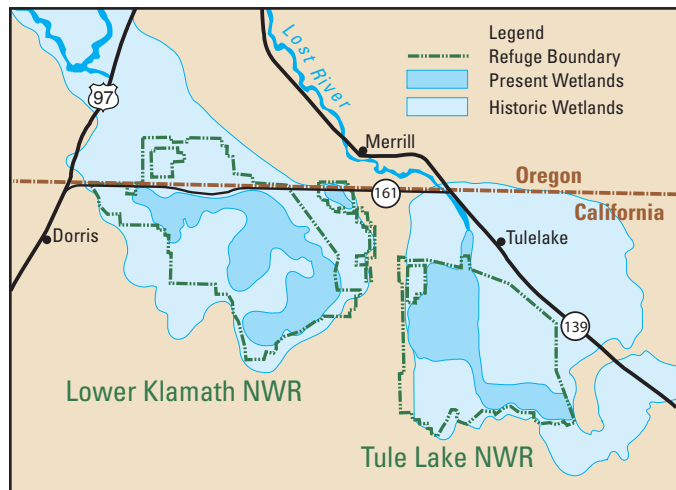 Legend
Refuge Boundary
Present Wetlands
Historic Wetlands
Lost River
97
Merrill
161
Oregon
California
Dorris
Tulelake
139
Lower Klamath NWR
Tule Lake NWR